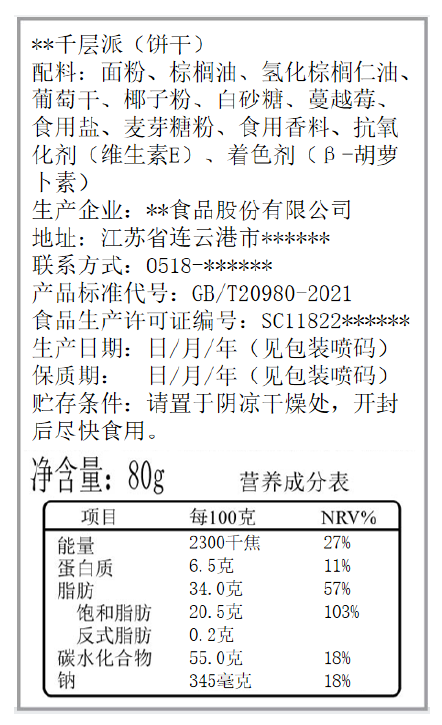 **千层派（饼干）
配料：面粉、棕榈油、氢化棕榈仁油、
葡萄干、椰子粉、白砂糖、蔓越莓、
食用盐、麦芽糖粉、食用香料、抗氧
化剂（维生素E）、着色剂（β-胡萝
卜素）
生产企业：**食品股份有限公司
地址：江苏省连云港市******
联系方式：0518-******
产品标准代号：GB/T20980-2021
食品生产许可证编号：SC11822******
生产日期：日/月/年（见包装喷码）
保质期：　日/月/年（见包装喷码）
贮存条件：请置于阴凉干燥处，开封
后尽快食用。
净含量：80g　营养成分表
项目　每100克　NRV%
能量　2300千焦　27%
蛋白质　6.5克　11%
脂肪　34.0克　57%
饱和脂肪　20.5克　103%
反式脂肪　0.2克
碳水化合物　55.0克　18%
钠　345毫克　18%